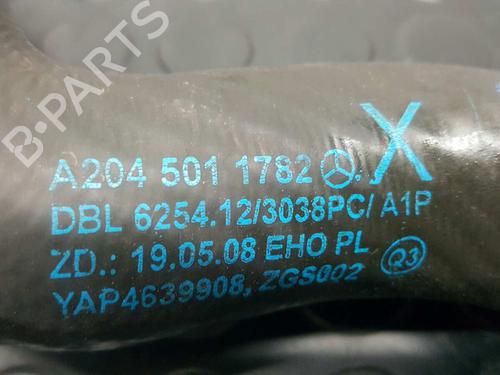 B-PARTS
X
A204 501 1782
DBL 6254.12/3038PC/ A1P
ZD.: 19.05.08 EHO PL
YAP4639908, ZGS002
Q3